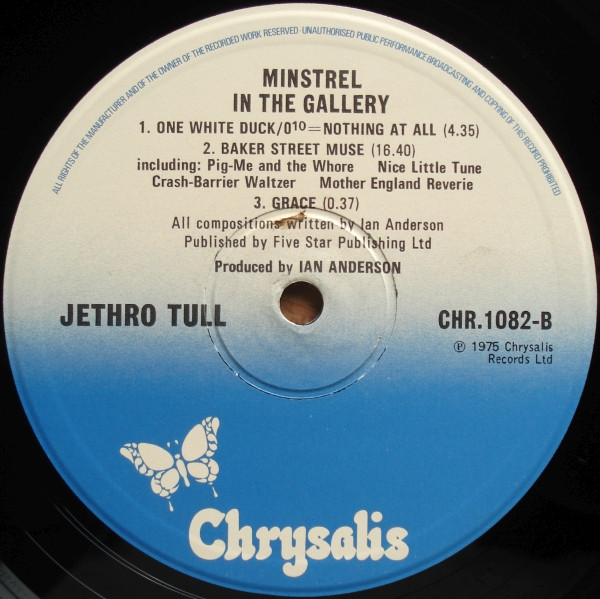 ALL RIGHTS OF THE MANUFACTURER AND OF THE OWNER OF THE RECORDED WORK RESERVED · UNAUTHORISED PUBLIC PERFORMANCE BROADCASTING AND COPYING OF THIS RECORD PROHIBITED
MINSTREL
IN THE GALLERY
1. ONE WHITE DUCK/0¹⁰=NOTHING AT ALL (4.35)
2. BAKER STREET MUSE (16.40)
including: Pig-Me and the Whore Nice Little Tune
Crash-Barrier Waltzer Mother England Reverie
3. GRACE (0.37)
All compositions written by Ian Anderson
Published by Five Star Publishing Ltd
Produced by IAN ANDERSON
JETHRO TULL
CHR.1082-B
℗ 1975 Chrysalis
Records Ltd
Chrysalis